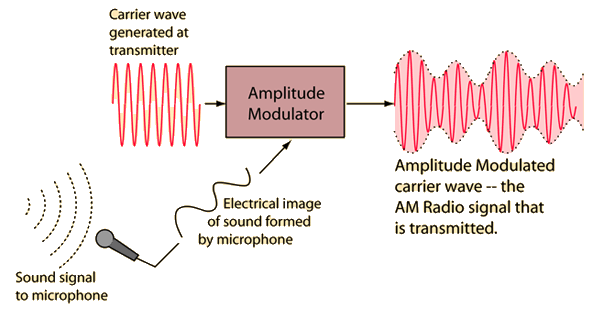 Carrier wave
generated at
transmitter
Amplitude
Modulator
Amplitude Modulated
carrier wave -- the
AM Radio signal that
is transmitted.
Electrical image
of sound formed
by microphone
Sound signal
to microphone